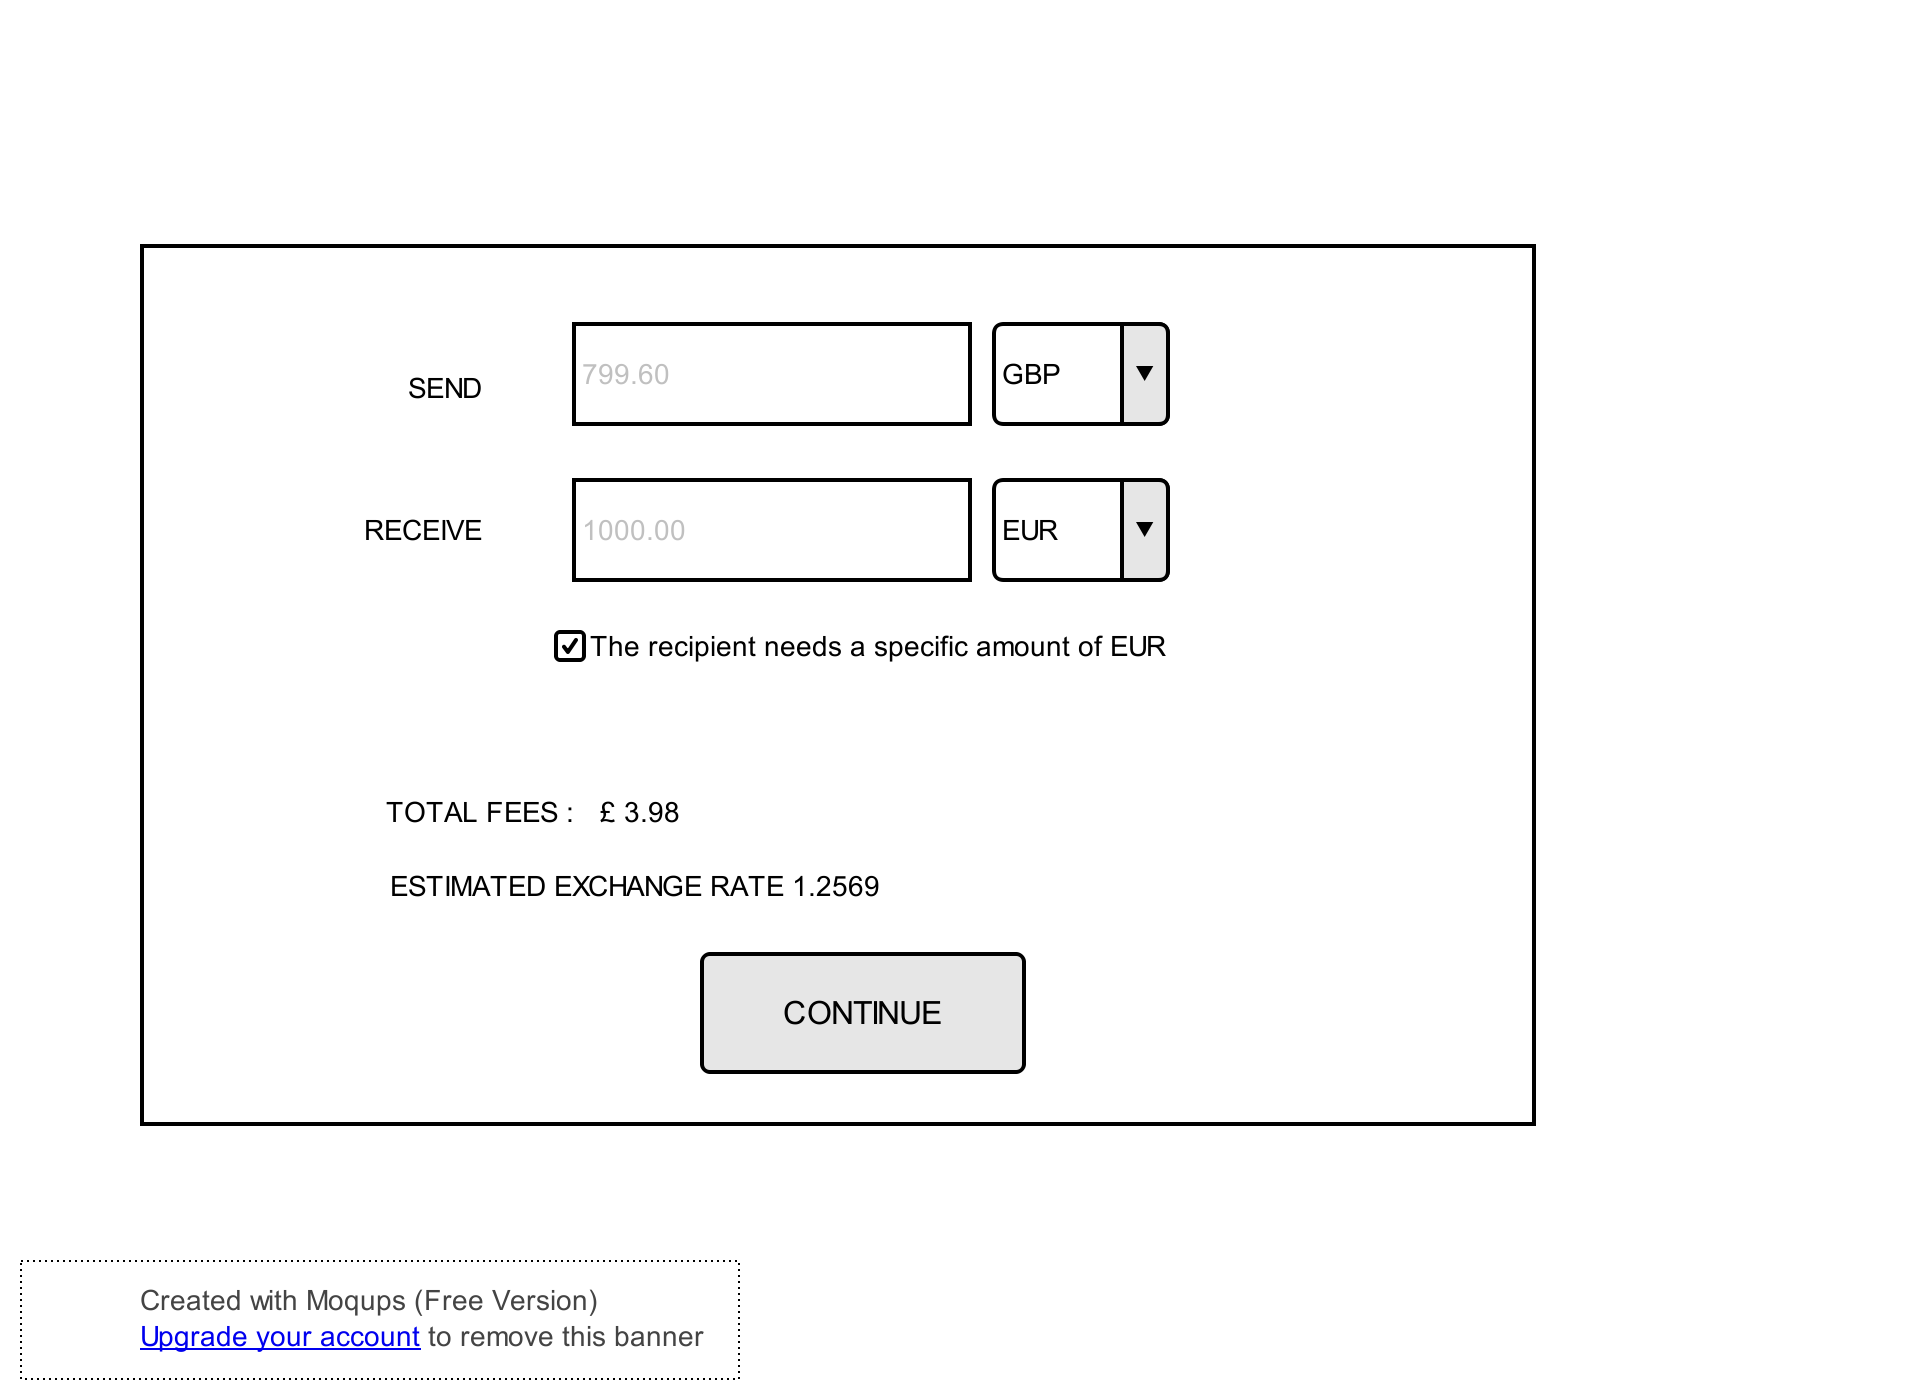 SEND
799.60
GBP
RECEIVE
1000.00
EUR
The recipient needs a specific amount of EUR
TOTAL FEES : £ 3.98
ESTIMATED EXCHANGE RATE 1.2569
CONTINUE
Created with Moqups (Free Version)
Upgrade your account to remove this banner